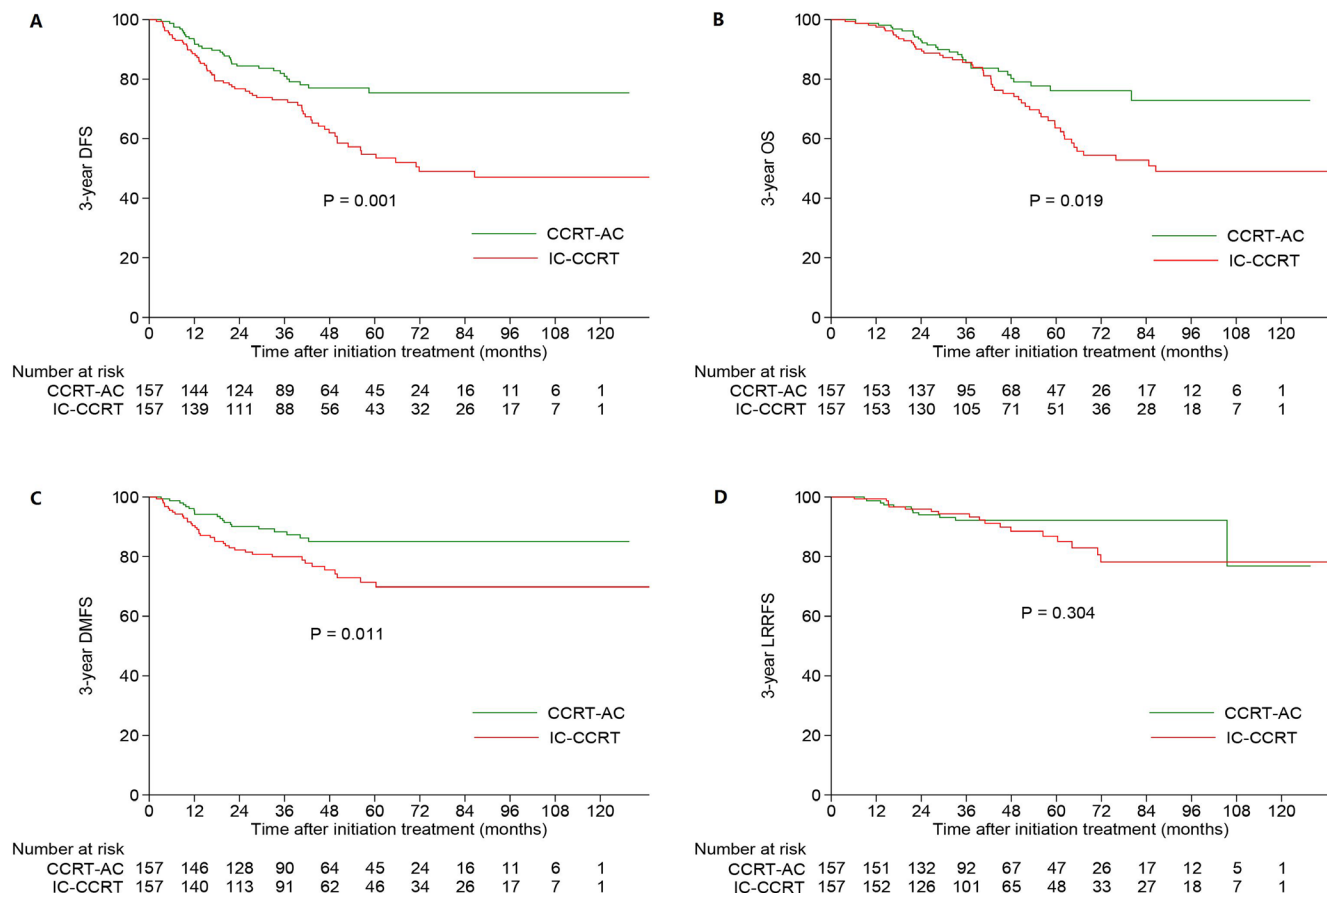 A
100
80
60
40
20
0
3-year DFS
P = 0.001
CCRT-AC
IC-CCRT
0 12 24 36 48 60 72 84 96 108 120
Time after initiation treatment (months)
Number at risk
CCRT-AC 157 144 124 89 64 45 24 16 11 6 1
IC-CCRT 157 139 111 88 56 43 32 26 17 7 1
B
100
80
60
40
20
0
3-year OS
P = 0.019
CCRT-AC
IC-CCRT
0 12 24 36 48 60 72 84 96 108 120
Time after initiation treatment (months)
Number at risk
CCRT-AC 157 153 137 95 68 47 26 17 12 6 1
IC-CCRT 157 153 130 105 71 51 36 28 18 7 1
C
100
80
60
40
20
0
3-year DMFS
P = 0.011
CCRT-AC
IC-CCRT
0 12 24 36 48 60 72 84 96 108 120
Time after initiation treatment (months)
Number at risk
CCRT-AC 157 146 128 90 64 45 24 16 11 6 1
IC-CCRT 157 140 113 91 62 46 34 26 17 7 1
D
100
80
60
40
20
0
3-year LRRFS
P = 0.304
CCRT-AC
IC-CCRT
0 12 24 36 48 60 72 84 96 108 120
Time after initiation treatment (months)
Number at risk
CCRT-AC 157 151 132 92 67 47 26 17 12 5 1
IC-CCRT 157 152 126 101 65 48 33 27 18 7 1